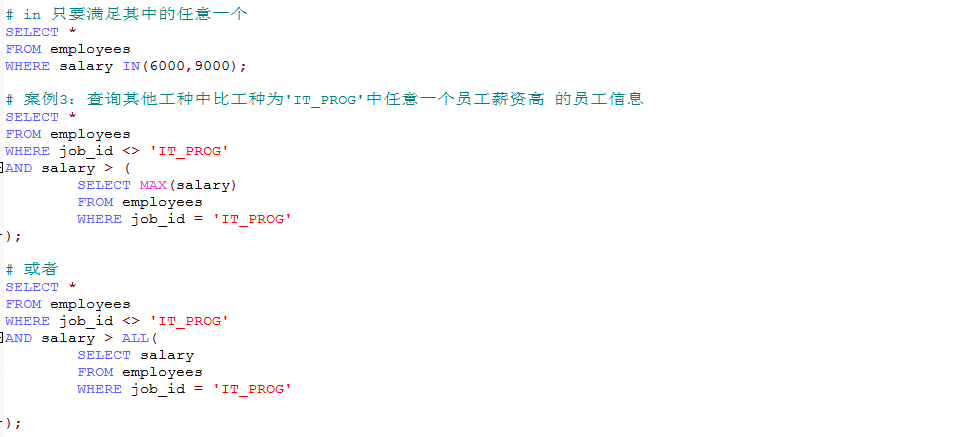 # in 只要满足其中的任意一个
SELECT *
FROM employees
WHERE salary IN(6000,9000);
# 案例3：查询其他工种中比工种为'IT_PROG'中任意一个员工薪资高 的员工信息
SELECT *
FROM employees
WHERE job_id <> 'IT_PROG'
AND salary > (
SELECT MAX(salary)
FROM employees
WHERE job_id = 'IT_PROG'
);
# 或者
SELECT *
FROM employees
WHERE job_id <> 'IT_PROG'
AND salary > ALL(
SELECT salary
FROM employees
WHERE job_id = 'IT_PROG'
);